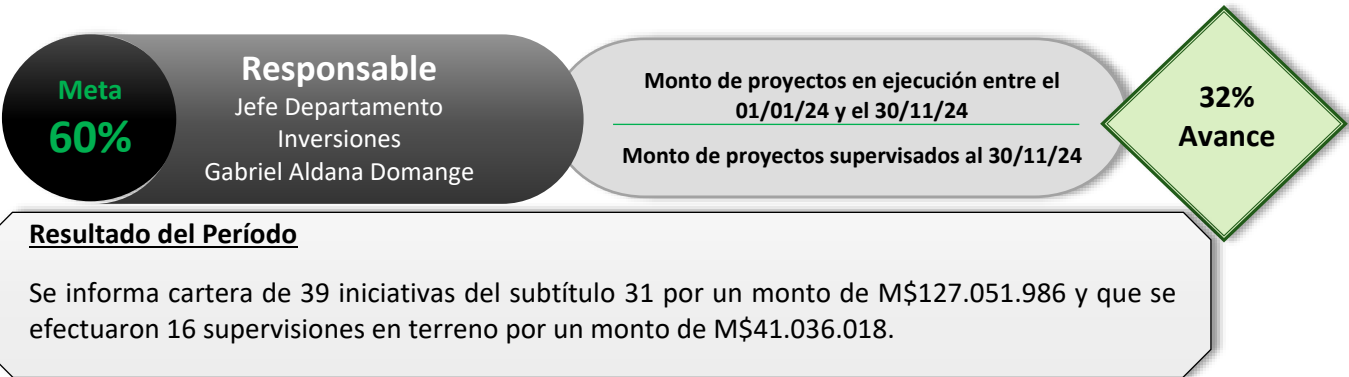 Meta
60%
Responsable
Jefe Departamento
Inversiones
Gabriel Aldana Domange
Monto de proyectos en ejecución entre el
01/01/24 y el 30/11/24
Monto de proyectos supervisados al 30/11/24
32%
Avance
Resultado del Período
Se informa cartera de 39 iniciativas del subtítulo 31 por un monto de M$127.051.986 y que se
efectuaron 16 supervisiones en terreno por un monto de M$41.036.018.